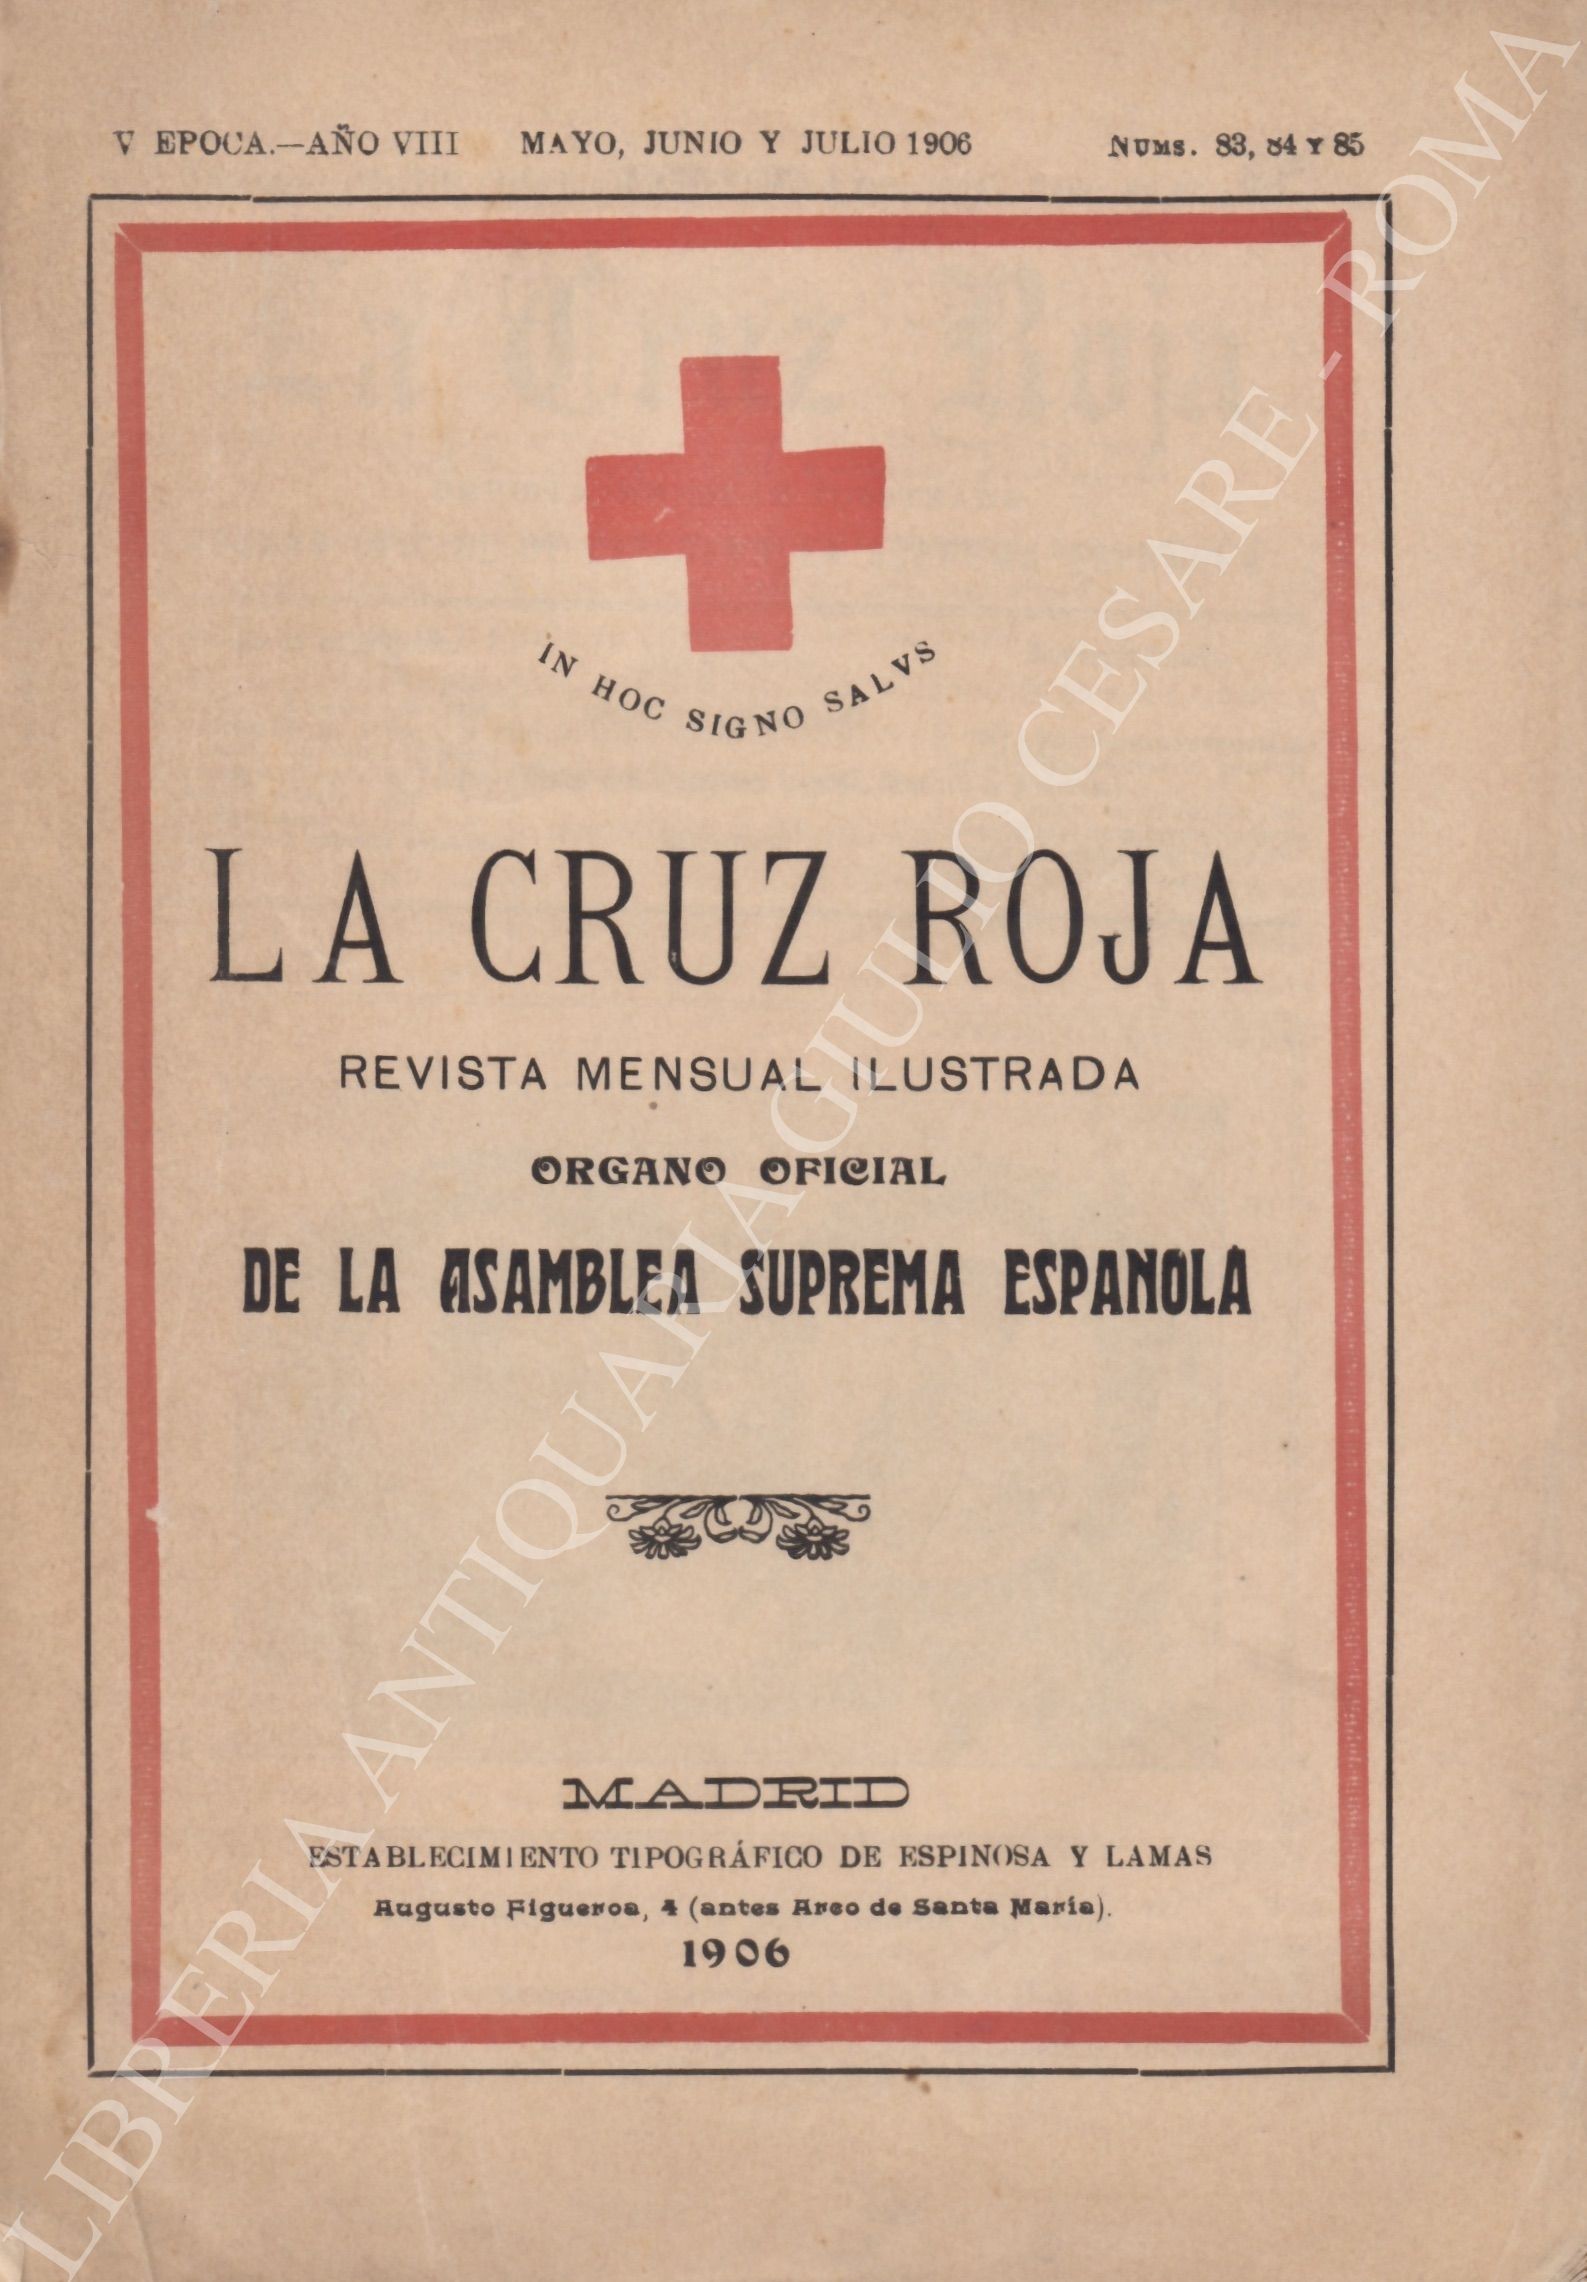 V EPOCA.—AÑO VIII MAYO, JUNIO Y JULIO 1906 NUMS. 83, 84 Y 85
IN HOC SIGNO SALVS
LA CRUZ ROJA
REVISTA MENSUAL ILUSTRADA
ORGANO OFICIAL
DE LA ASAMBLEA SUPREMA ESPANOLA
MADRID
ESTABLECIMIENTO TIPOGRÁFICO DE ESPINOSA Y LAMAS
Augusto Figueroa, 4 (antes Arco de Santa María).
1906
LIBRERIA ANTIQUARIA GIULIO CESARE - ROMA